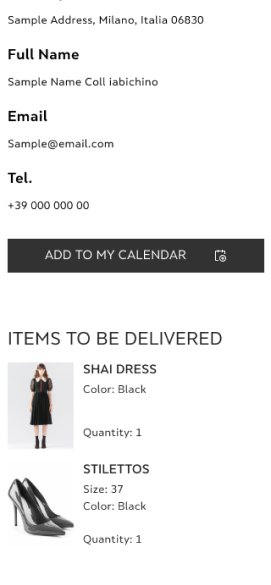 Sample Address, Milano, Italia 06830
Full Name
Sample Name Coll iabichino
Email
Sample@email.com
Tel.
+39 000 000 00
ADD TO MY CALENDAR
ITEMS TO BE DELIVERED
SHAI DRESS
Color: Black
Quantity: 1
STILETTOS
Size: 37
Color: Black
Quantity: 1